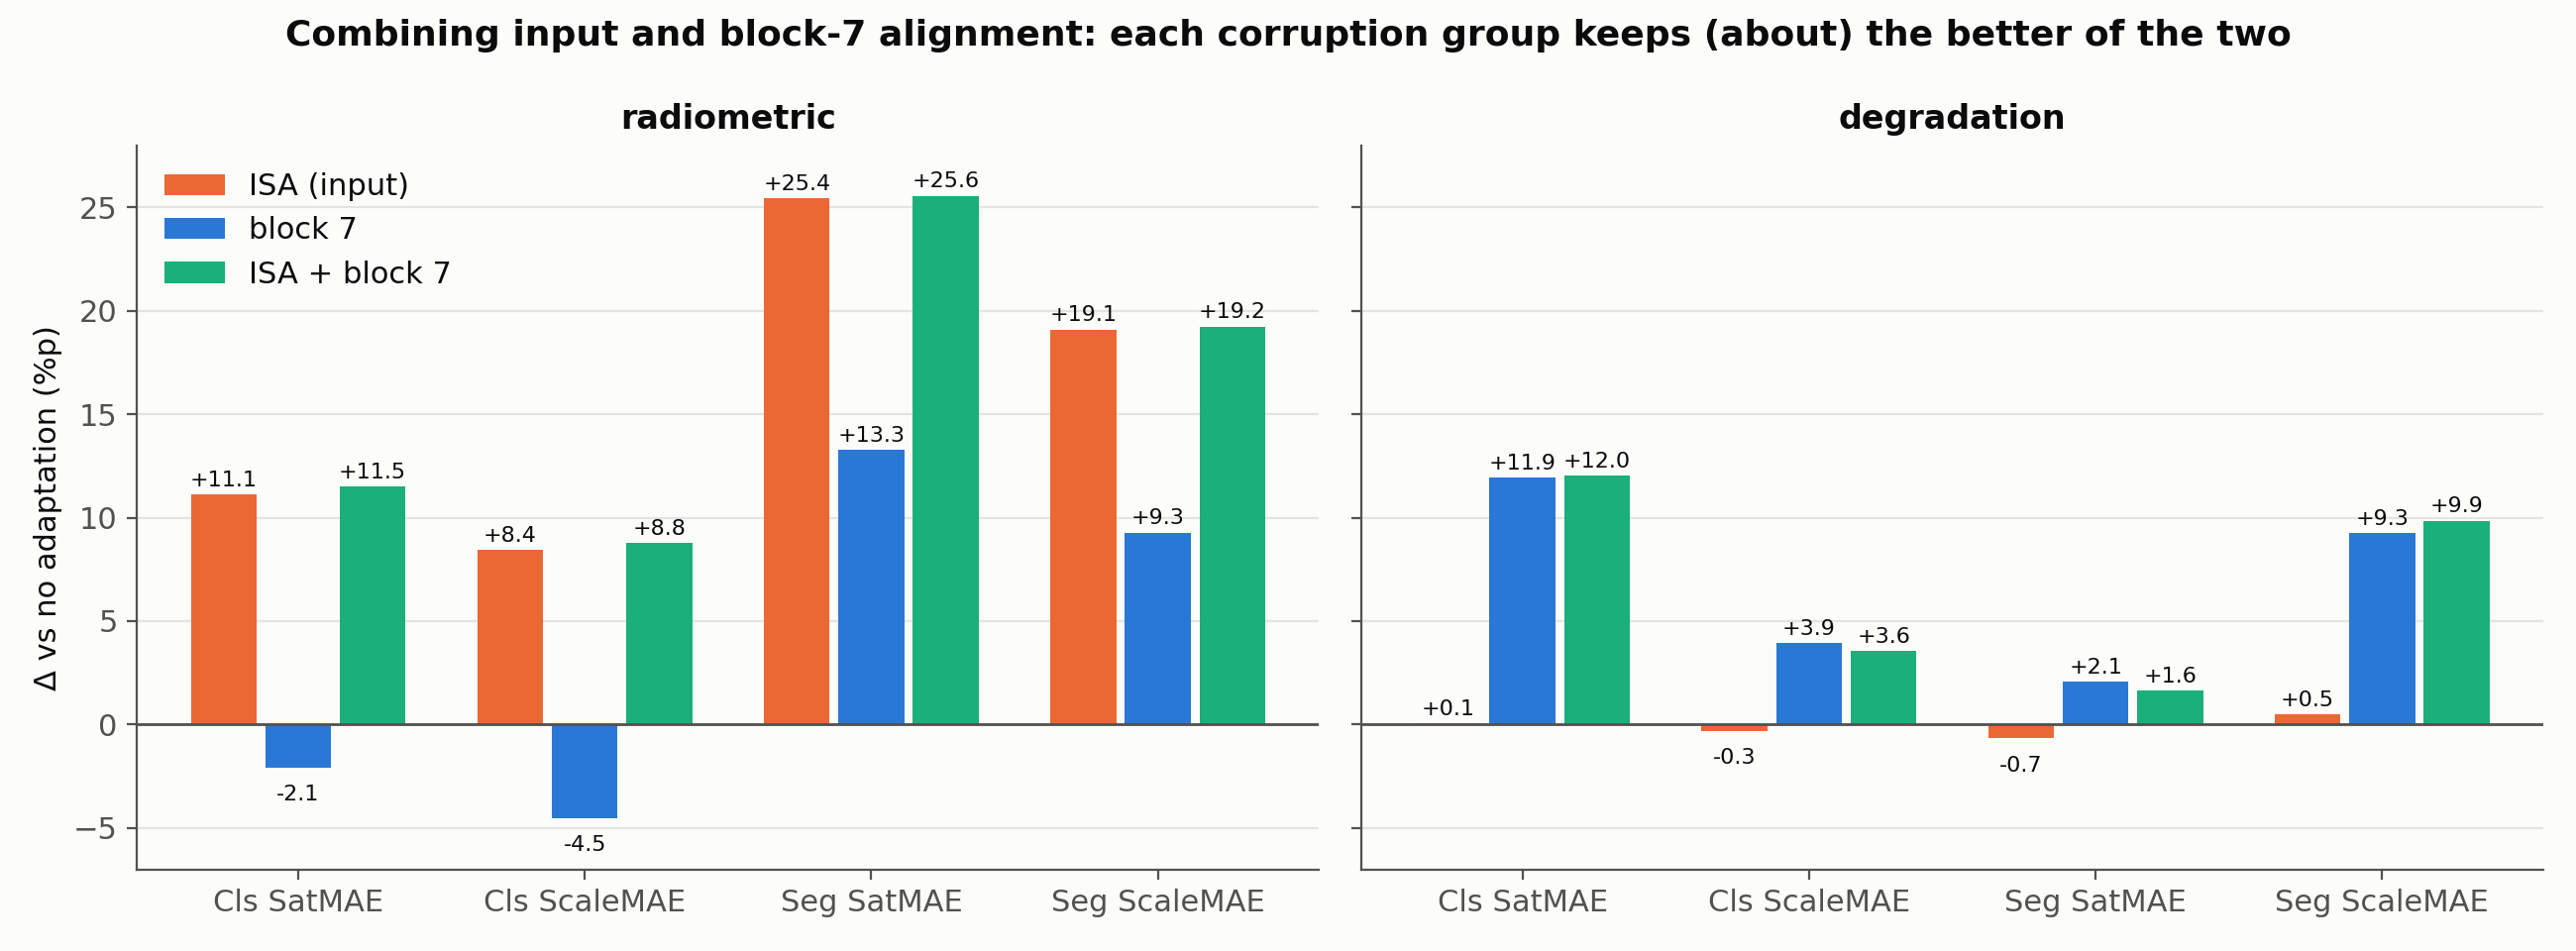 Combining input and block-7 alignment: each corruption group keeps (about) the better of the two
radiometric
ISA (input)
block 7
ISA + block 7
Δ vs no adaptation (%p)
25
20
15
10
5
0
−5
+11.1
-2.1
+11.5
+8.4
-4.5
+8.8
+25.4
+13.3
+25.6
+19.1
+9.3
+19.2
Cls SatMAE
Cls ScaleMAE
Seg SatMAE
Seg ScaleMAE
degradation
+0.1
+11.9
+12.0
-0.3
+3.9
+3.6
-0.7
+2.1
+1.6
+0.5
+9.3
+9.9
Cls SatMAE
Cls ScaleMAE
Seg SatMAE
Seg ScaleMAE